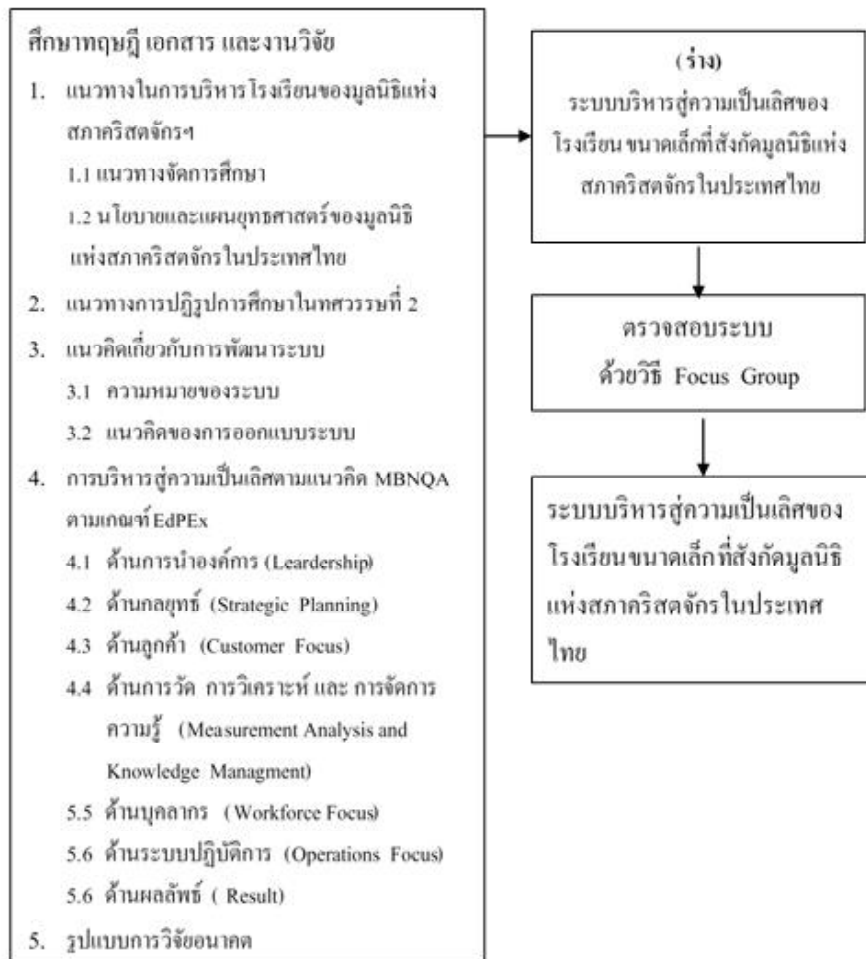 ศึกษาทฤษฎี เอกสาร และงานวิจัย
1. แนวทางในการบริหารโรงเรียนของมูลนิธิแห่ง
สภาคริสตจักรฯ
1.1 แนวทางจัดการศึกษา
1.2 นโยบายและแผนยุทธศาสตร์ของมูลนิธิ
แห่งสภาคริสตจักรในประเทศไทย
2. แนวทางการปฏิรูปการศึกษาในทศวรรษที่ 2
3. แนวคิดเกี่ยวกับการพัฒนาระบบ
3.1 ความหมายของระบบ
3.2 แนวคิดของการออกแบบระบบ
4. การบริหารสู่ความเป็นเลิศตามแนวคิด MBNQA
ตามเกณฑ์ EdPEx
4.1 ด้านการนำองค์การ (Leardership)
4.2 ด้านกลยุทธ์ (Strategic Planning)
4.3 ด้านลูกค้า (Customer Focus)
4.4 ด้านการวัด การวิเคราะห์ และ การจัดการ
ความรู้ (Measurement Analysis and
Knowledge Managment)
5.5 ด้านบุคลากร (Workforce Focus)
5.6 ด้านระบบปฏิบัติการ (Operations Focus)
5.6 ด้านผลลัพธ์ ( Result)
5. รูปแบบการวิจัยอนาคต
(ร่าง)
ระบบบริหารสู่ความเป็นเลิศของ
โรงเรียน ขนาดเล็กที่สังกัดมูลนิธิแห่ง
สภาคริสตจักรในประเทศไทย
ตรวจสอบระบบ
ด้วยวิธี Focus Group
ระบบบริหารสู่ความเป็นเลิศของ
โรงเรียนขนาดเล็กที่สังกัดมูลนิธิ
แห่งสภาคริสตจักรในประเทศ
ไทย